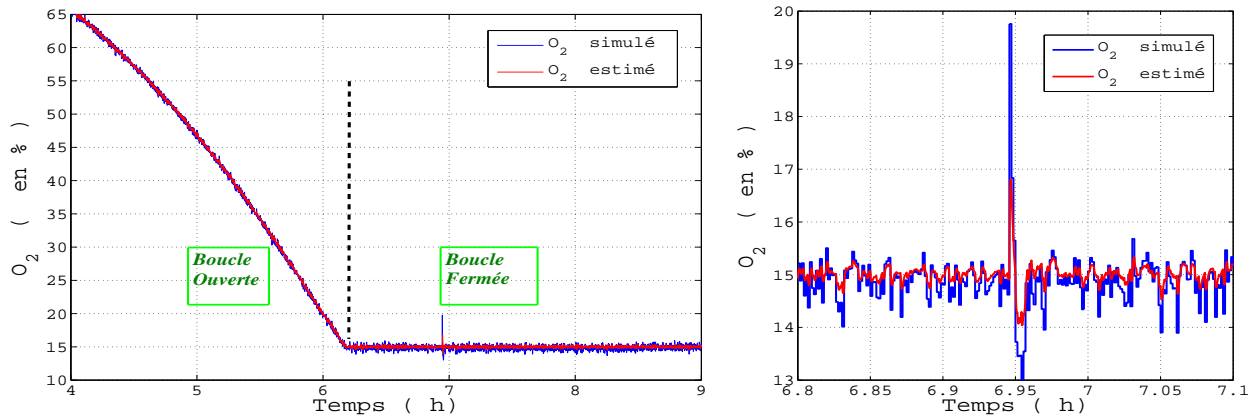 65
60
55
50
45
40
35
30
25
20
15
10
O2 ( en %)
4
5
6
7
8
9
Temps ( h)
O2 simulé
O2 estimé
Boucle
Ouverte
Boucle
Fermée
20
19
18
17
16
15
14
13
O2 ( en %)
6.8
6.85
6.9
6.95
7
7.05
7.1
Temps ( h)
O2 simulé
O2 estimé